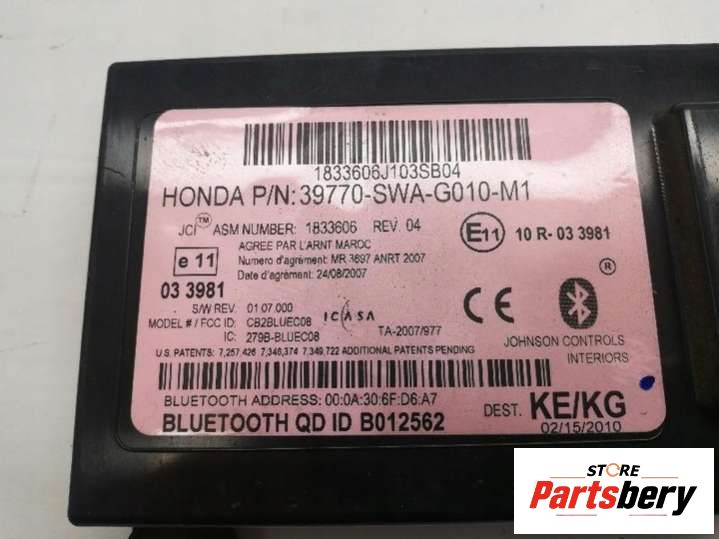 1833606J103SB04
HONDA P/N: 39770-SWA-G010-M1
JCI™ ASM NUMBER: 1833606 REV. 04
E11 10 R- 03 3981
AGREE PAR L'ARNT MAROC
Numero d'agrément: MR 3697 ANRT 2007
Date d'agrément: 24/08/2007
e 11
03 3981
S/W REV. 01 07 000
MODEL # / FCC ID: CB2BLUEC08
IC: 279B-BLUEC08
ICASA
TA-2007/977
CE
®
JOHNSON CONTROLS
INTERIORS
U.S. PATENTS: 7,257,426 7,346,374 7,349,722 ADDITIONAL PATENTS PENDING
BLUETOOTH ADDRESS: 00:0A:30:6F:D6:A7
BLUETOOTH QD ID B012562
DEST. KE/KG
02/15/2010
STORE
Partsbery